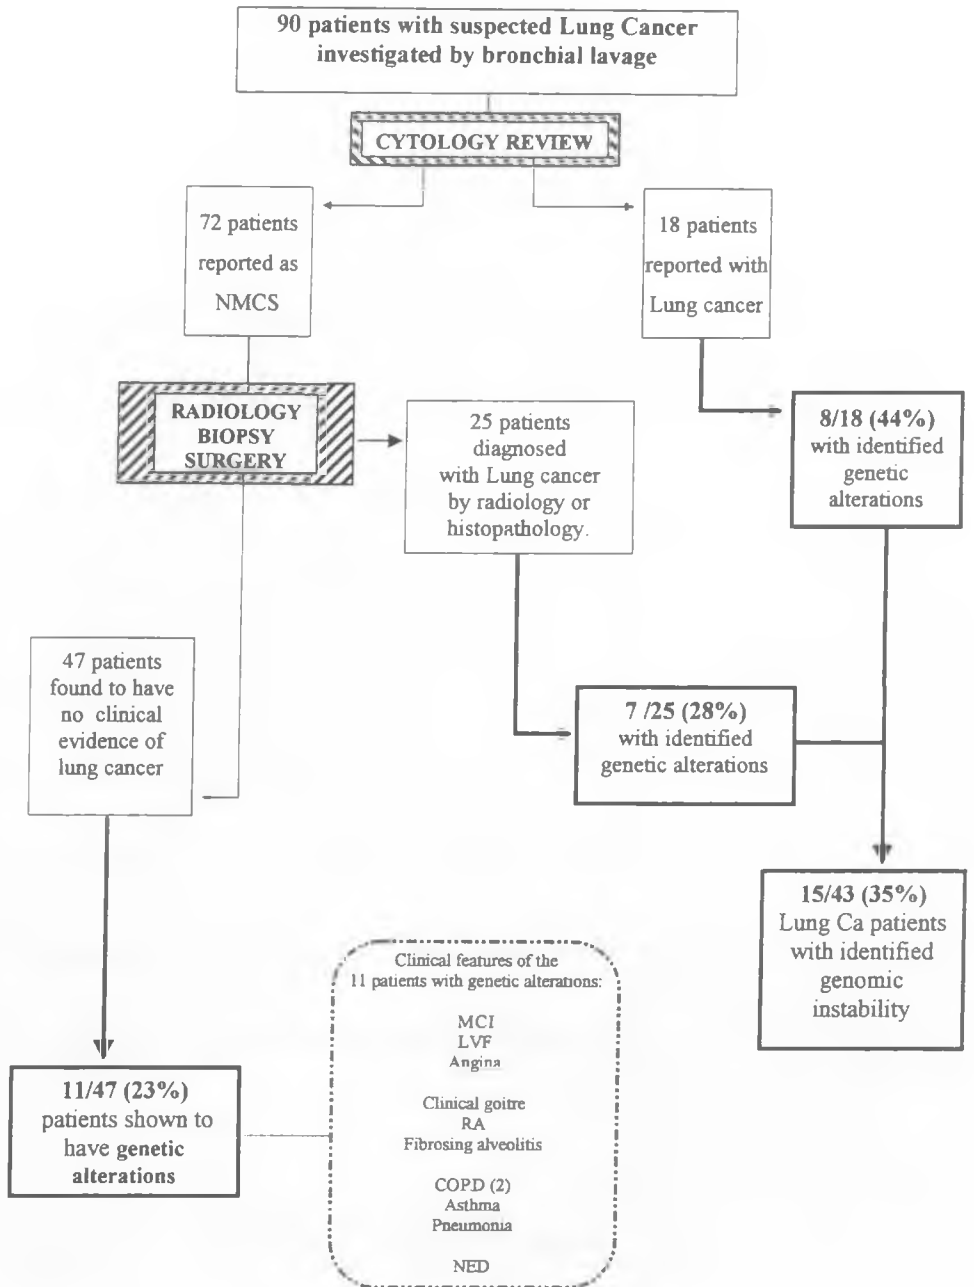 90 patients with suspected Lung Cancer
investigated by bronchial lavage
CYTOLOGY REVIEW
72 patients
reported as
NMCS
18 patients
reported with
Lung cancer
RADIOLOGY
BIOPSY
SURGERY
25 patients
diagnosed
with Lung cancer
by radiology or
histopathology.
8/18 (44%)
with identified
genetic
alterations
47 patients
found to have
no clinical
evidence of
lung cancer
7 /25 (28%)
with identified
genetic alterations
15/43 (35%)
Lung Ca patients
with identified
genomic
instability
11/47 (23%)
patients shown to
have genetic
alterations
Clinical features of the
11 patients with genetic alterations:
MCI
LVF
Angina
Clinical goitre
RA
Fibrosing alveolitis
COPD (2)
Asthma
Pneumonia
NED